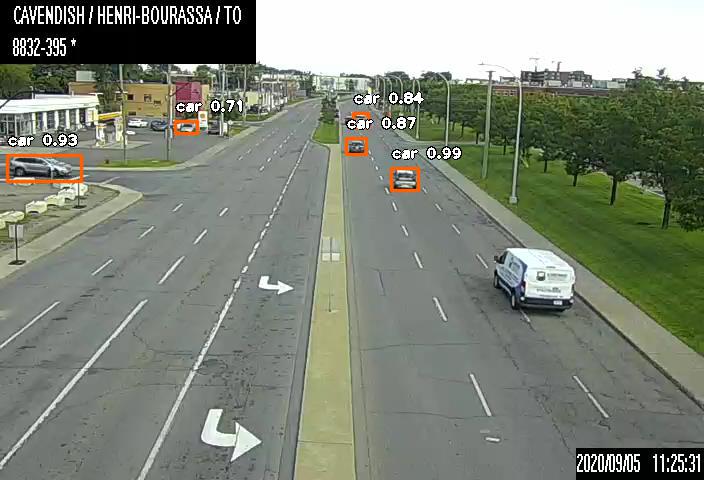 CAVENDISH / HENRI-BOURASSA / TO
8832-395 *
car 0.84
car 0.71
car 0.87
car 0.93
car 0.99
2020/09/05 11:25:31